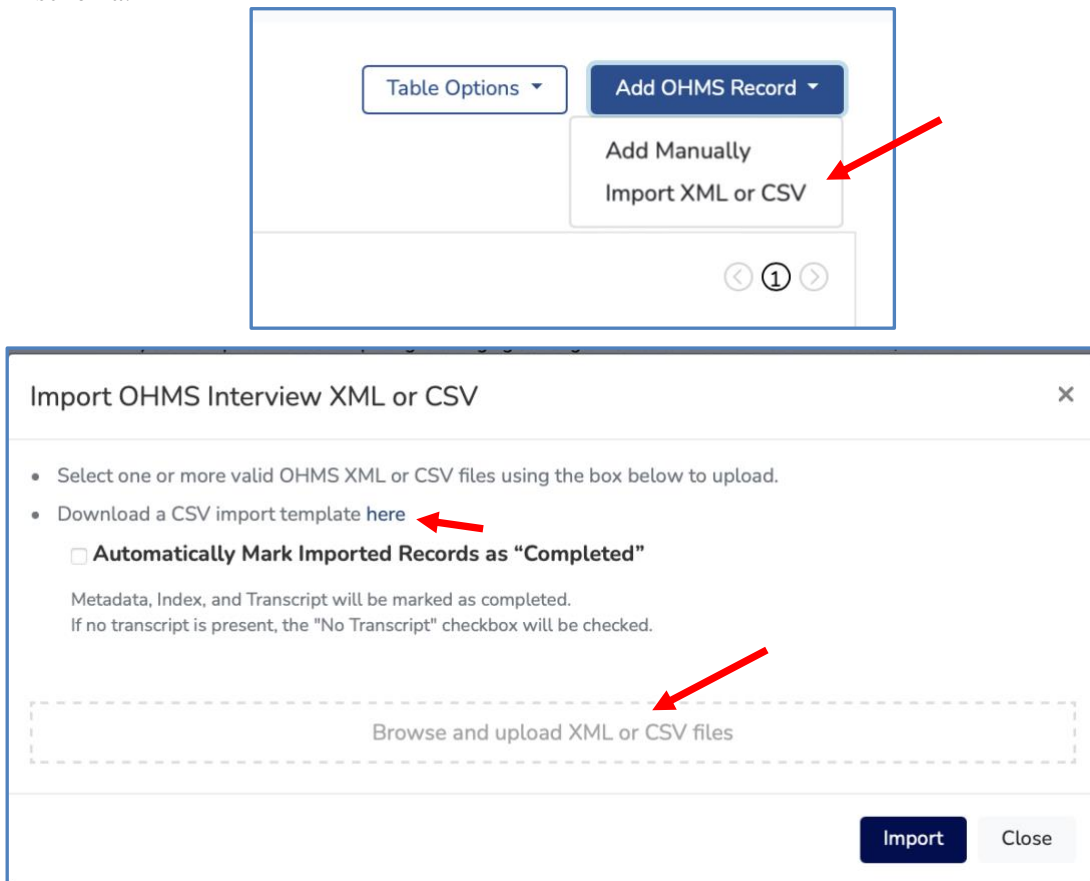 Table Options
Add OHMS Record
Add Manually
Import XML or CSV
1
Import OHMS Interview XML or CSV
×
• Select one or more valid OHMS XML or CSV files using the box below to upload.
• Download a CSV import template here
Automatically Mark Imported Records as “Completed”
Metadata, Index, and Transcript will be marked as completed.
If no transcript is present, the "No Transcript" checkbox will be checked.
Browse and upload XML or CSV files
Import Close